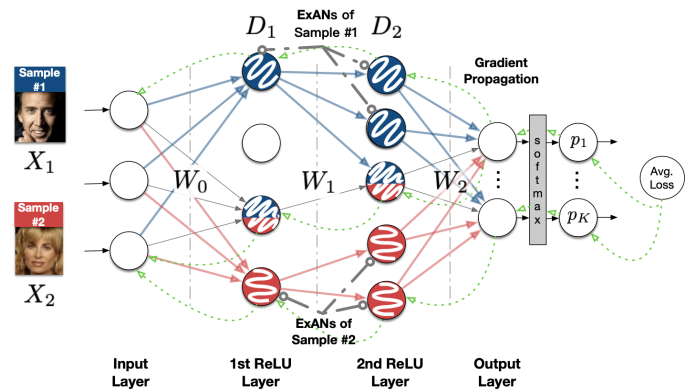 ExANs of
Sample #1
D1
D2
Gradient
Propagation
Sample
#1
X1
W0
W1
W2
softmax
p1
pK
Avg.
Loss
Sample
#2
X2
ExANs of
Sample #2
Input
Layer
1st ReLU
Layer
2nd ReLU
Layer
Output
Layer